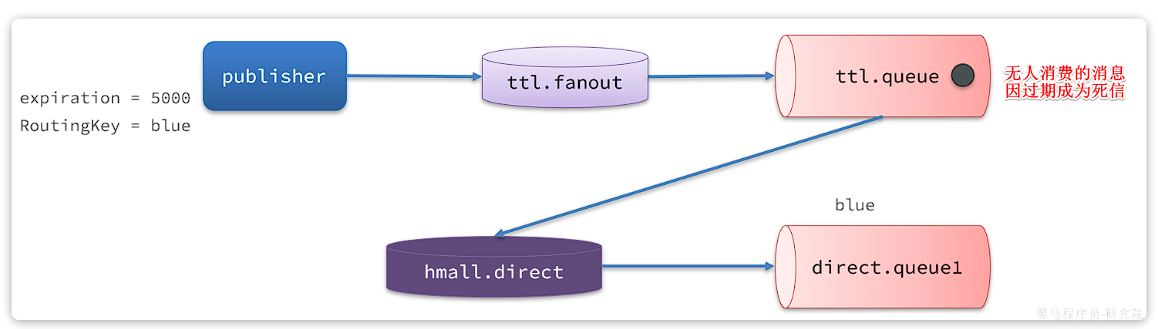 publisher
ttl.fanout
ttl.queue
无人消费的消息
因过期成为死信
expiration = 5000
RoutingKey = blue
blue
hmall.direct
direct.queue1
黑马程序员-研究院